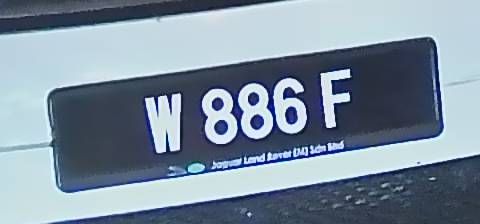 W 886 F
Jaguar Land Rover (M) Sdn Bhd